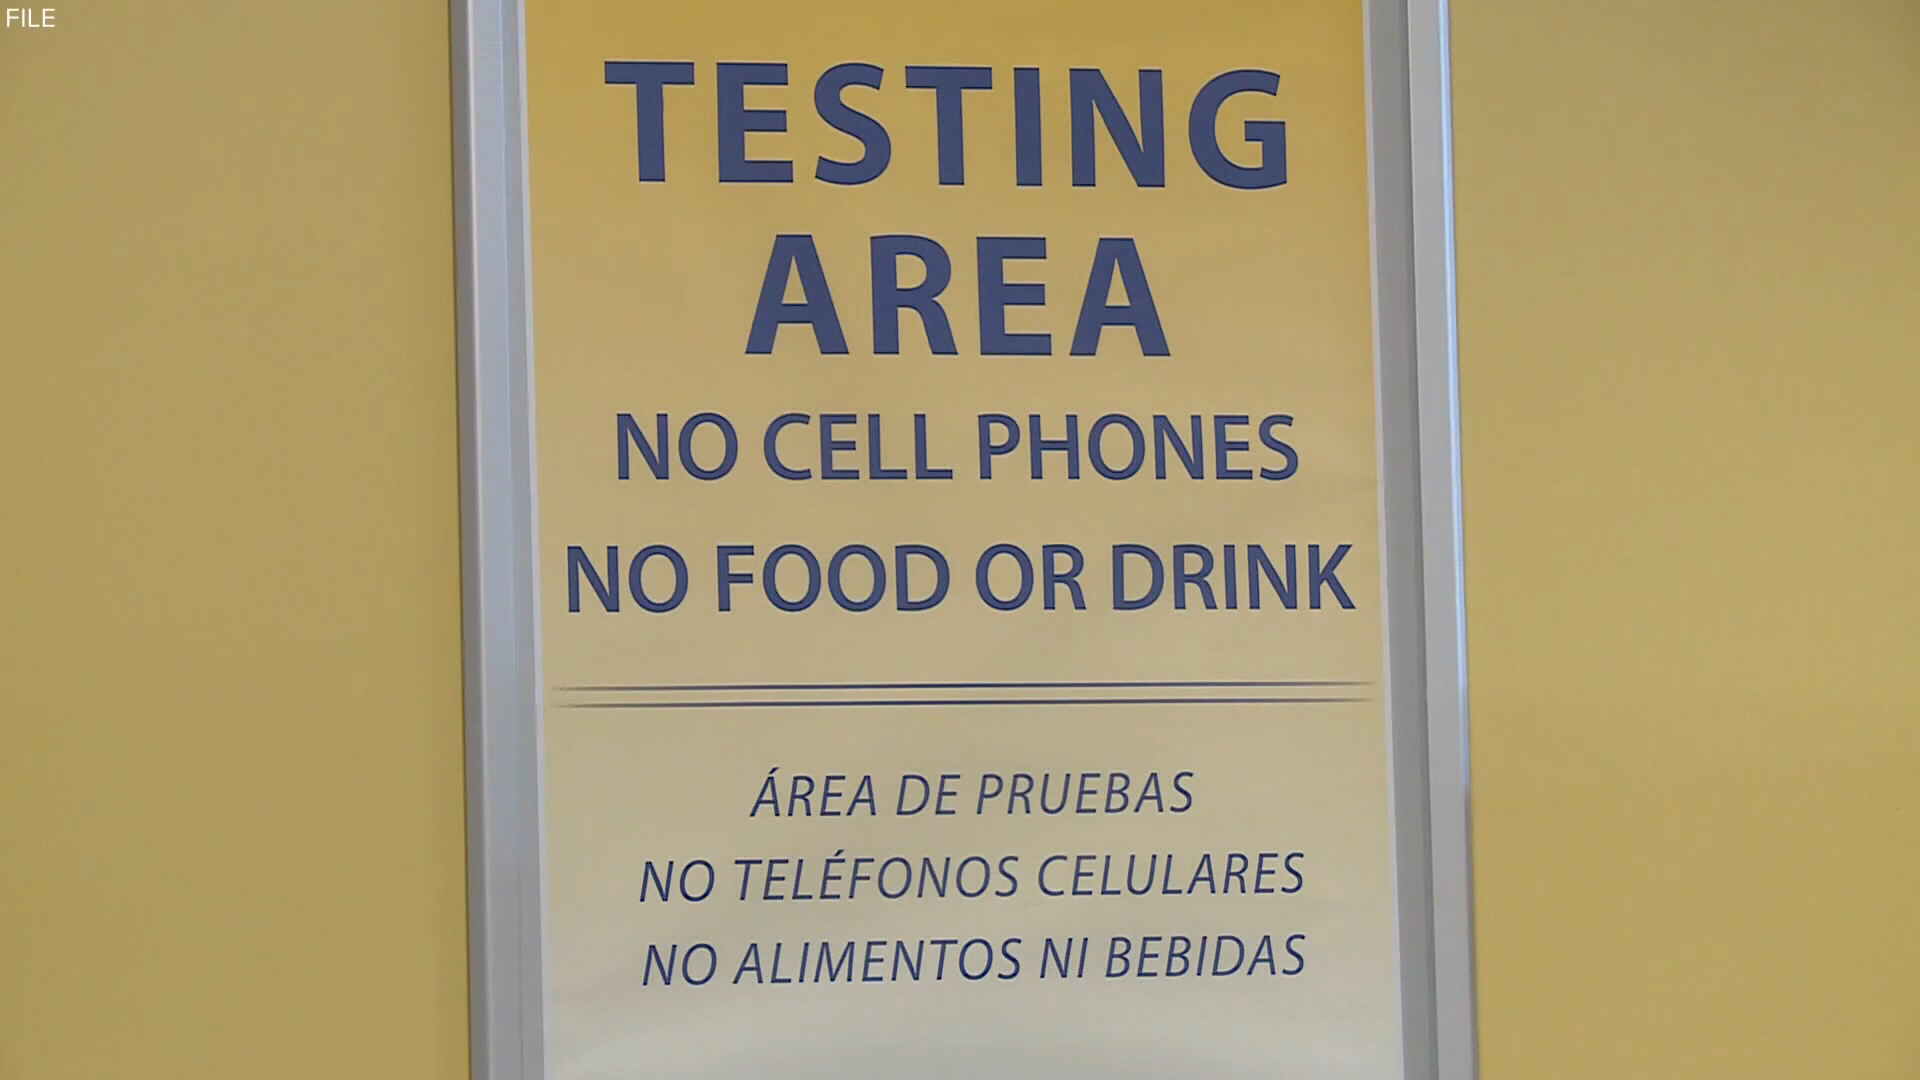 FILE
TESTING
AREA
NO CELL PHONES
NO FOOD OR DRINK
ÁREA DE PRUEBAS
NO TELÉFONOS CELULARES
NO ALIMENTOS NI BEBIDAS